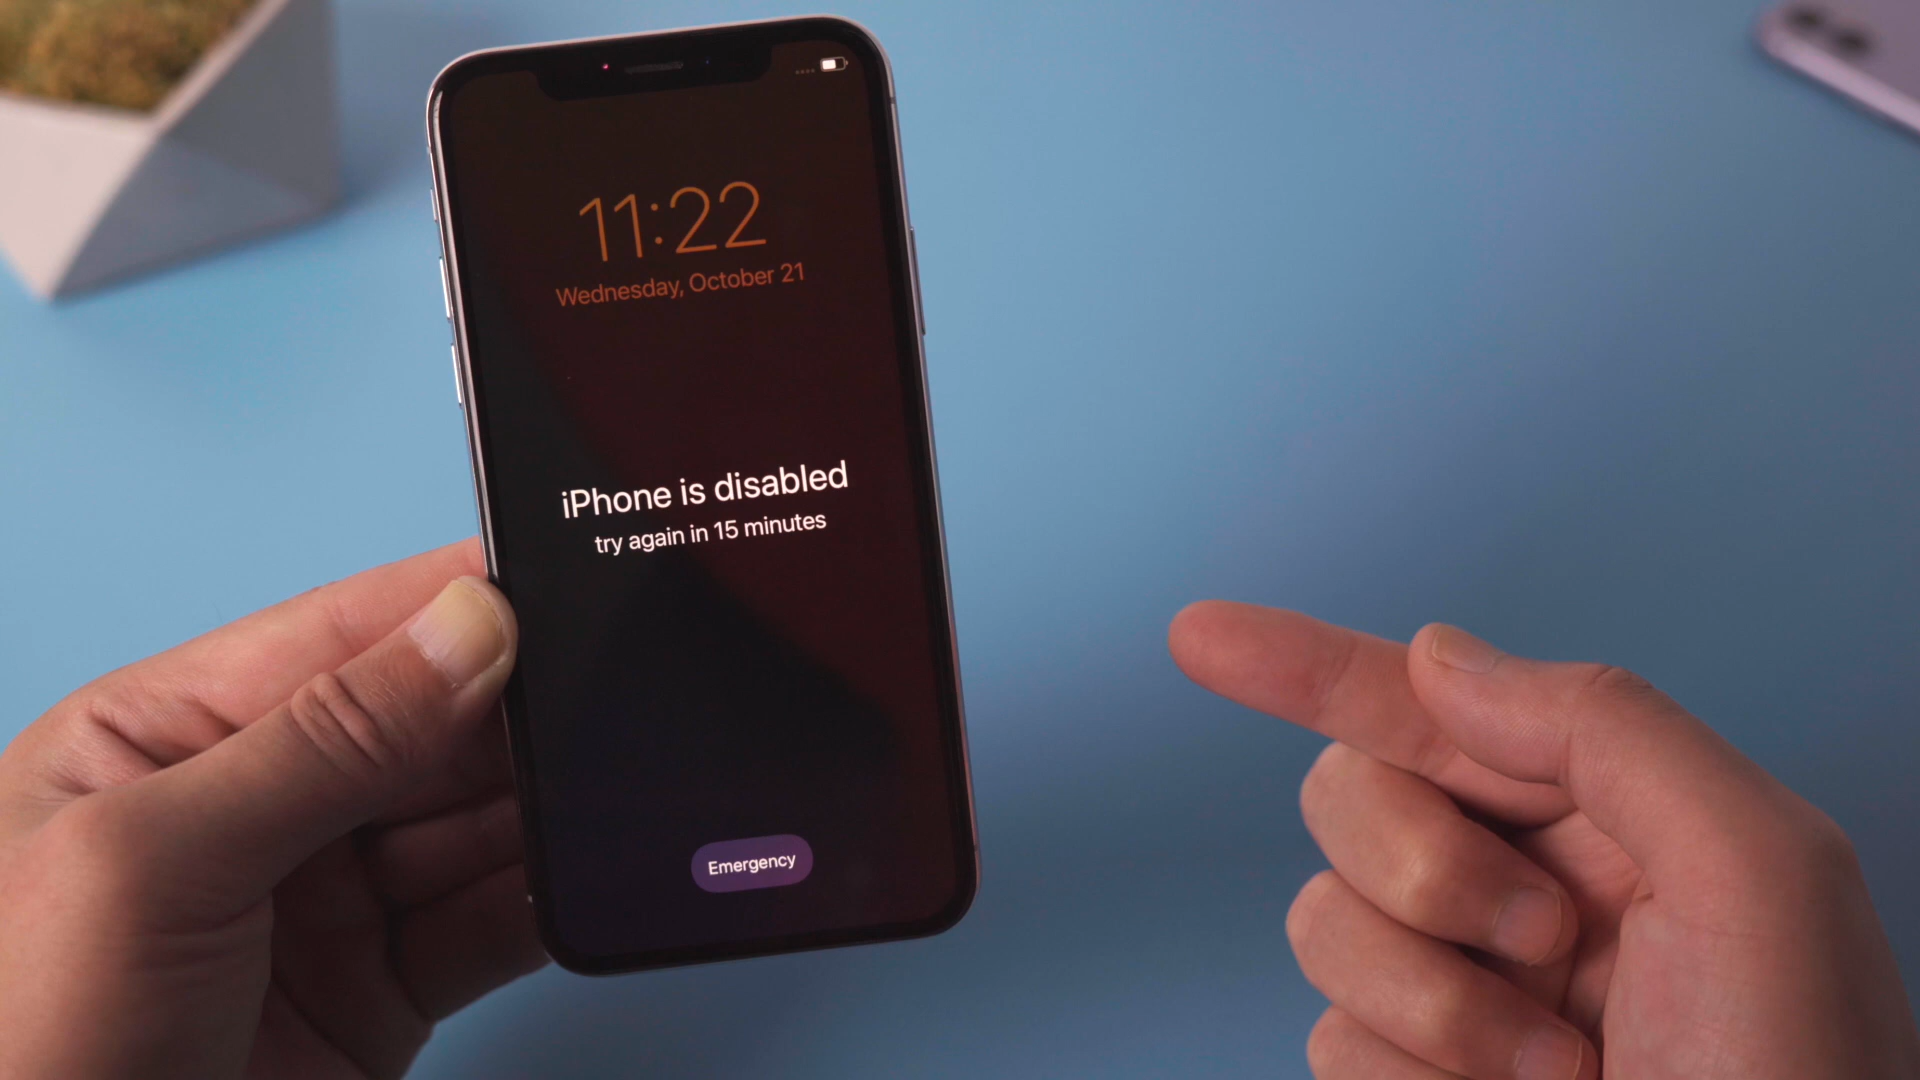 11:22
Wednesday, October 21
iPhone is disabled
try again in 15 minutes
Emergency